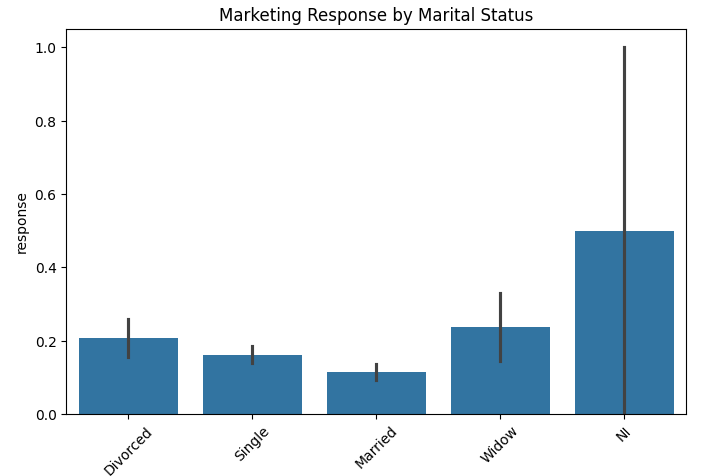 Marketing Response by Marital Status
1.0
0.8
0.6
0.4
0.2
0.0
response
Divorced
Single
Married
Widow
NI